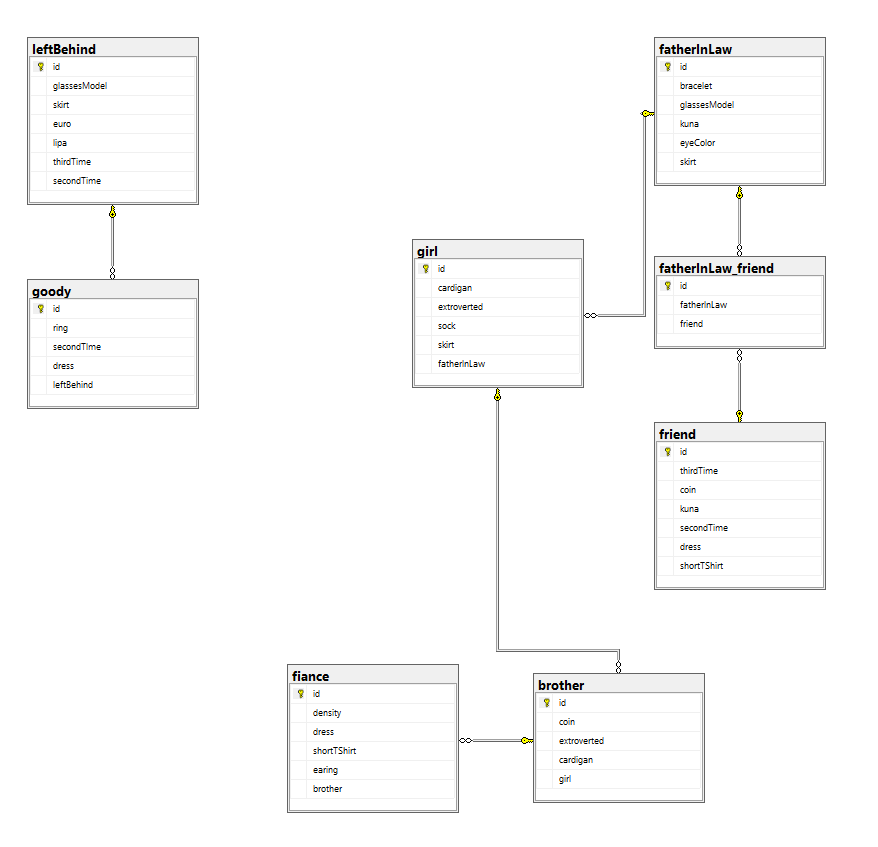 leftBehind
id
glassesModel
skirt
euro
lipa
thirdTime
secondTime
goody
id
ring
secondTIme
dress
leftBehind
girl
id
cardigan
extroverted
sock
skirt
fatherInLaw
fatherInLaw
id
bracelet
glassesModel
kuna
eyeColor
skirt
fatherInLaw_friend
id
fatherInLaw
friend
friend
id
thirdTime
coin
kuna
secondTime
dress
shortTShirt
fiance
id
density
dress
shortTShirt
earing
brother
brother
id
coin
extroverted
cardigan
girl